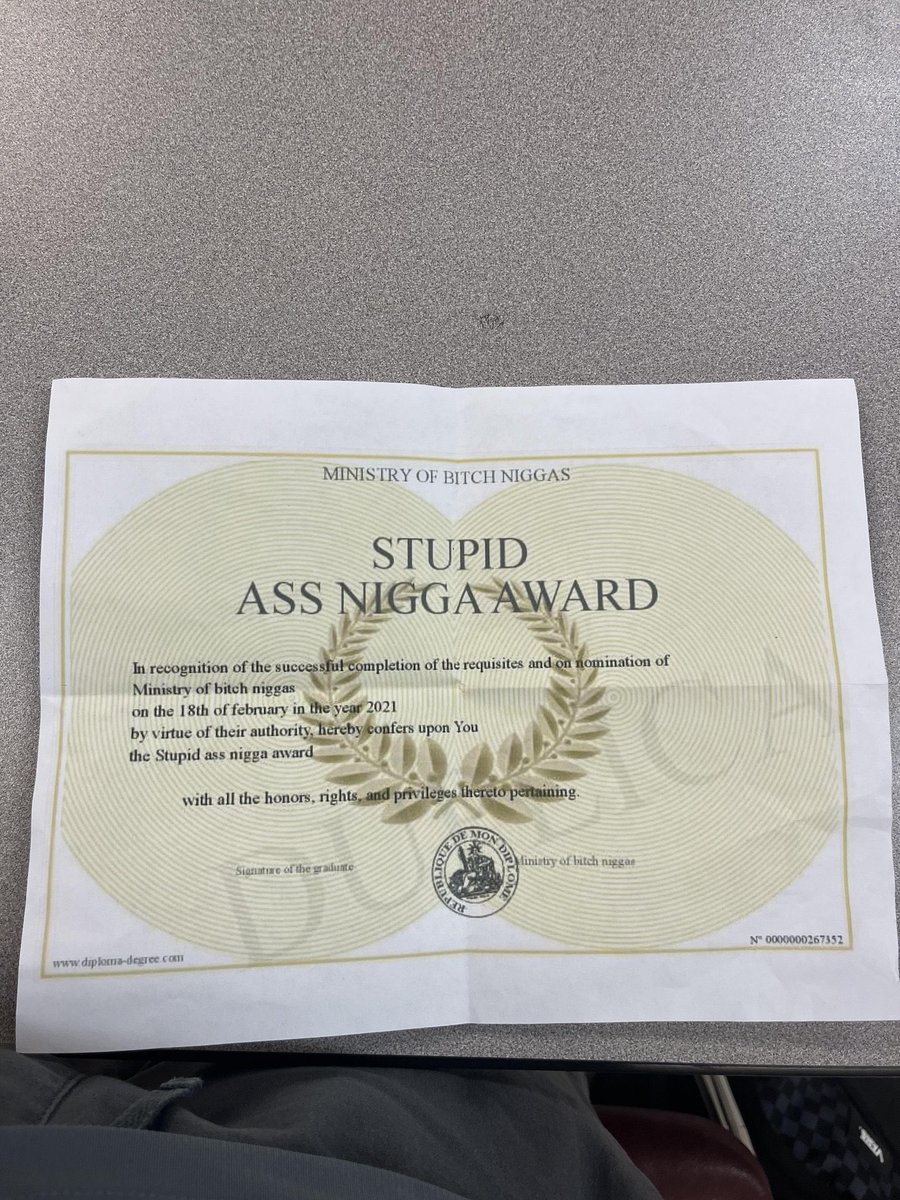 MINISTRY OF BITCH NIGGAS
STUPID
ASS NIGGA AWARD
In recognition of the successful completion of the requisites and on nomination of
Ministry of bitch niggas
on the 18th of february in the year 2021
by virtue of their authority, hereby confers upon You
the Stupid ass nigga award
with all the honors, rights, and privileges thereto pertaining.
Signature of the graduate
Ministry of bitch niggas
REPUBLIQUE DE MON DIPLOME
N° 0000000267352
www.diploma-degree.com